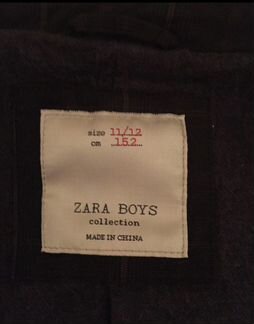 size 11/12
cm 152
ZARA BOYS
collection
MADE IN CHINA